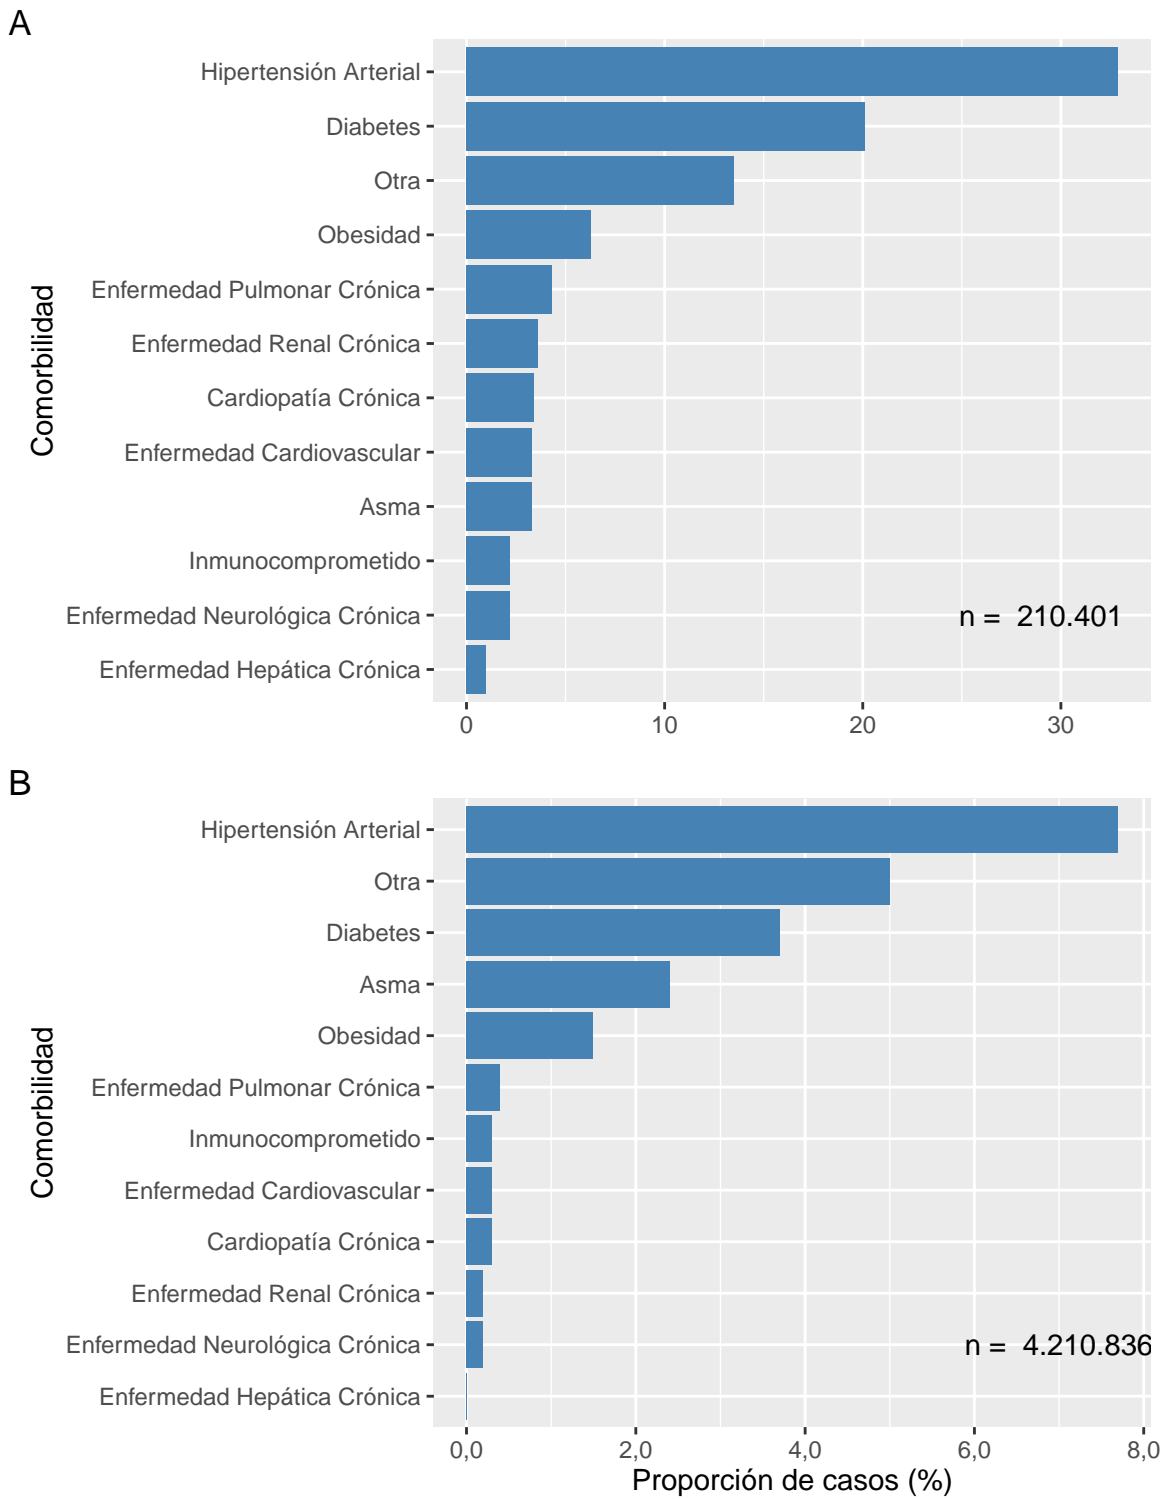 A
Comorbilidad
Hipertensión Arterial
Diabetes
Otra
Obesidad
Enfermedad Pulmonar Crónica
Enfermedad Renal Crónica
Cardiopatía Crónica
Enfermedad Cardiovascular
Asma
Inmunocomprometido
Enfermedad Neurológica Crónica
n = 210.401
Enfermedad Hepática Crónica
0 10 20 30
B
Comorbilidad
Hipertensión Arterial
Otra
Diabetes
Asma
Obesidad
Enfermedad Pulmonar Crónica
Inmunocomprometido
Enfermedad Cardiovascular
Cardiopatía Crónica
Enfermedad Renal Crónica
Enfermedad Neurológica Crónica
n = 4.210.836
Enfermedad Hepática Crónica
0,0 2,0 4,0 6,0 8,0
Proporción de casos (%)